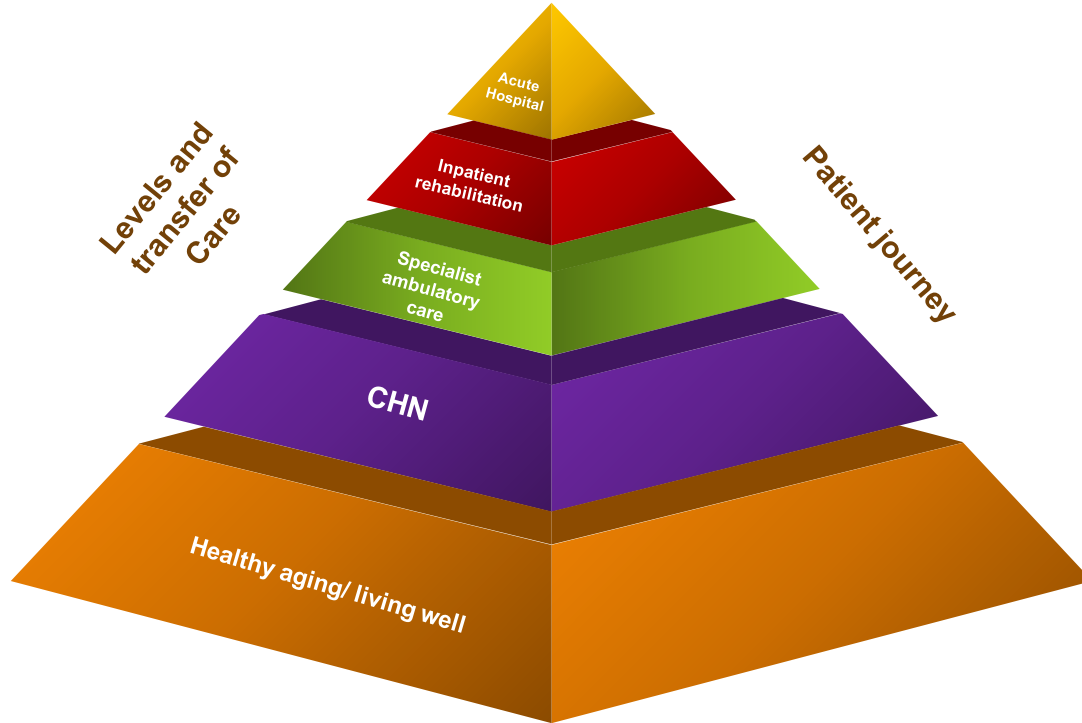 Acute
Hospital
Levels and
transfer of
Care
Patient journey
Inpatient
rehabilitation
Specialist
ambulatory
care
CHN
Healthy aging/ living well